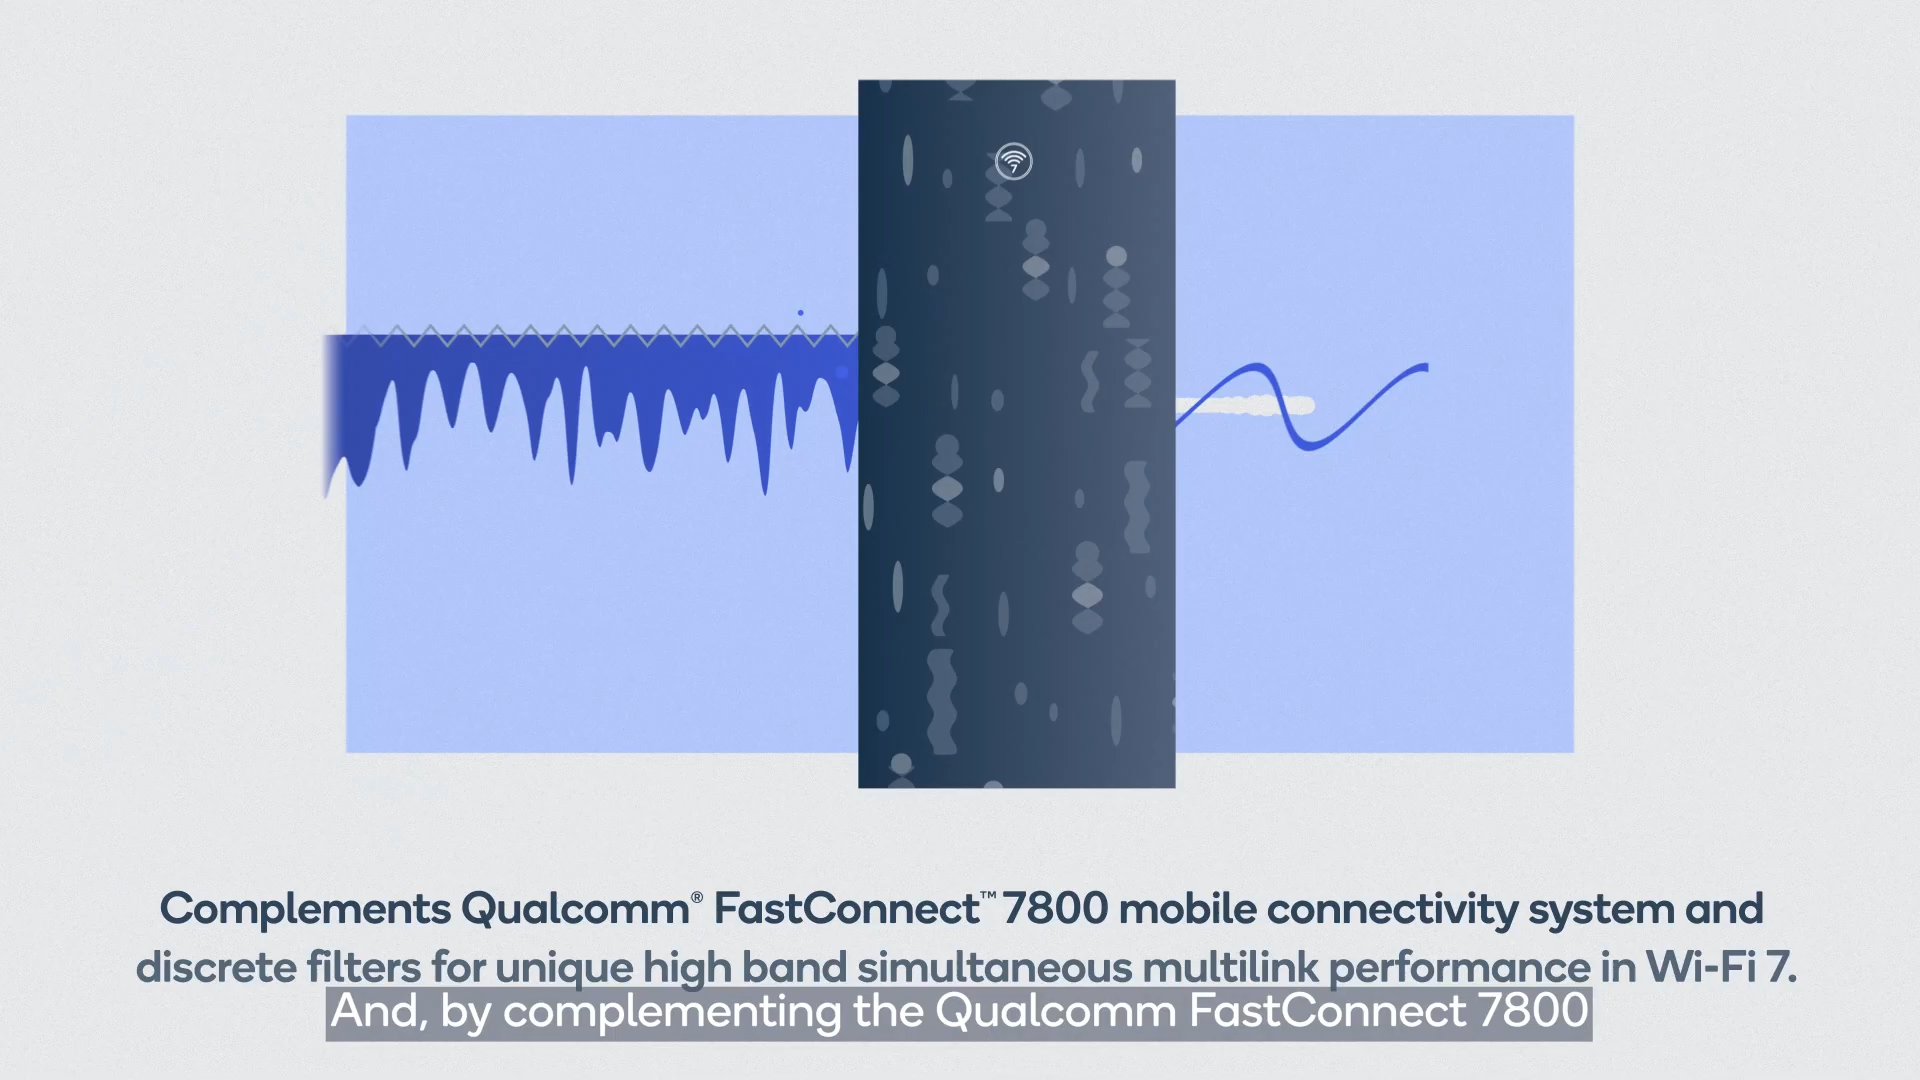 7
Complements Qualcomm® FastConnect™ 7800 mobile connectivity system and
discrete filters for unique high band simultaneous multilink performance in Wi-Fi 7.
And, by complementing the Qualcomm FastConnect 7800